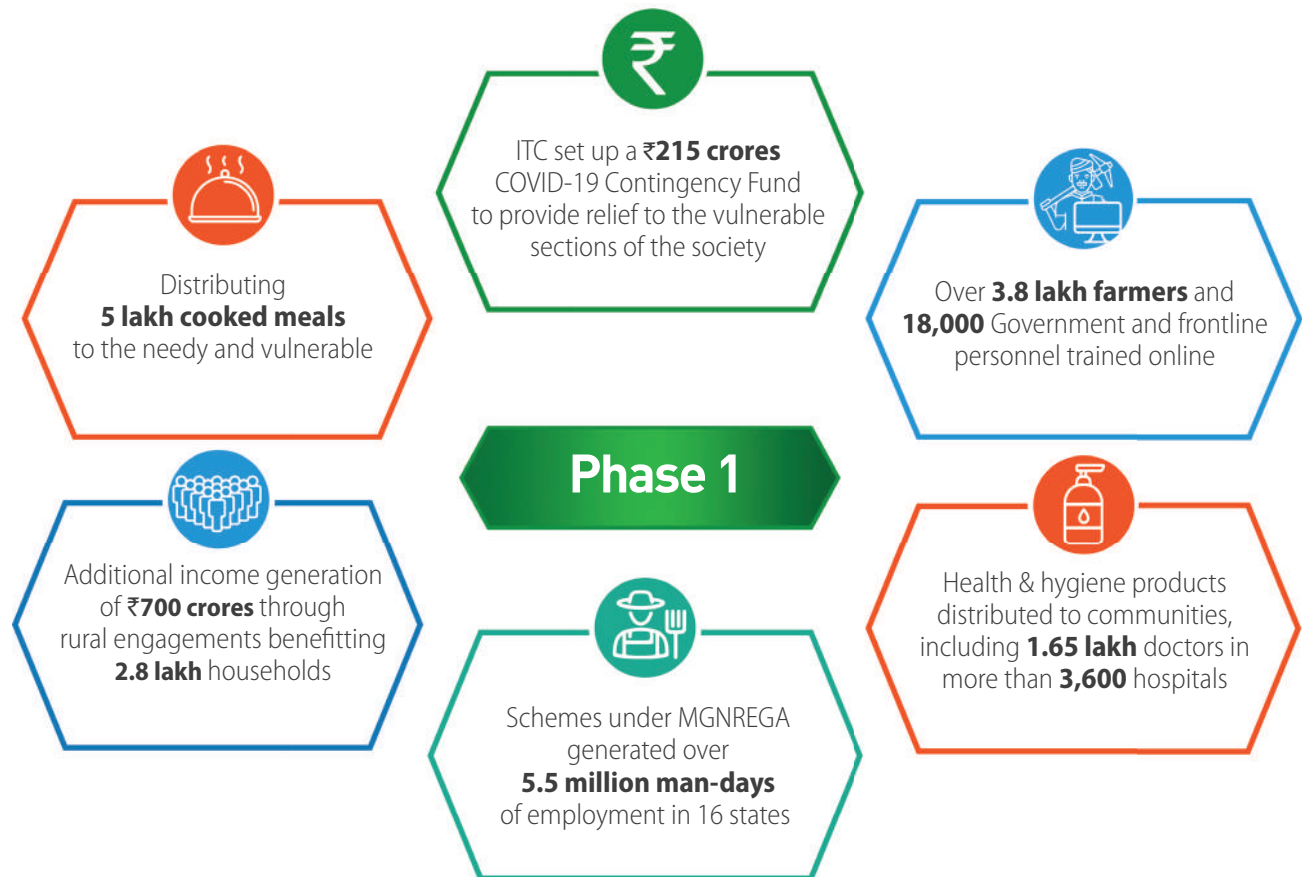 ₹
ITC set up a ₹215 crores
COVID-19 Contingency Fund
to provide relief to the vulnerable
sections of the society
Distributing
5 lakh cooked meals
to the needy and vulnerable
Over 3.8 lakh farmers and
18,000 Government and frontline
personnel trained online
Phase 1
Additional income generation
of ₹700 crores through
rural engagements benefitting
2.8 lakh households
Health & hygiene products
distributed to communities,
including 1.65 lakh doctors in
more than 3,600 hospitals
Schemes under MGNREGA
generated over
5.5 million man-days
of employment in 16 states